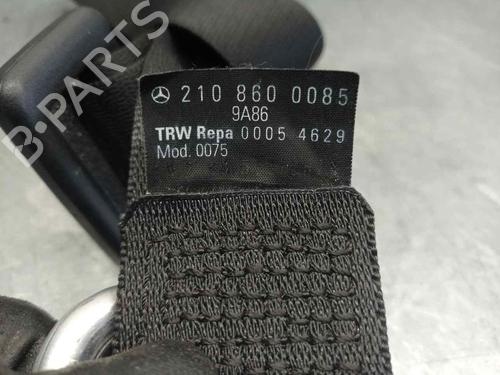 210 860 0085
9A86
TRW Repa 0005 4629
Mod. 0075
B-PARTS